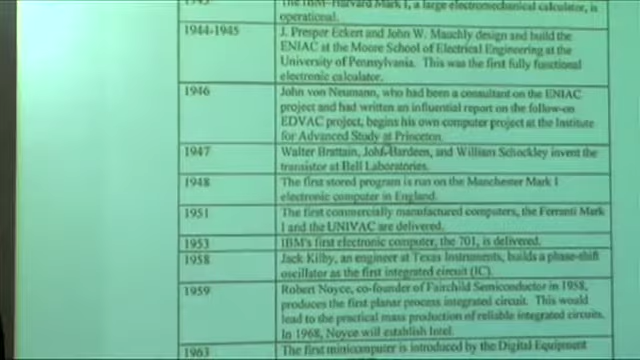 1943
The IBM-Harvard Mark I, a large electromechanical calculator, is
operational.
1944-1945
J. Presper Eckert and John W. Mauchly design and build the
ENIAC at the Moore School of Electrical Engineering at the
University of Pennsylvania. This was the first fully functional
electronic calculator.
1946
John von Neumann, who had been a consultant on the ENIAC
project and had written an influential report on the follow-on
EDVAC project, begins his own computer project at the Institute
for Advanced Study at Princeton.
1947
Walter Brattain, John Bardeen, and William Schockley invent the
transistor at Bell Laboratories.
1948
The first stored program is run on the Manchester Mark I
electronic computer in England.
1951
The first commercially manufactured computers, the Ferranti Mark
I and the UNIVAC are delivered.
1953
IBM's first electronic computer, the 701, is delivered.
1958
Jack Kilby, an engineer at Texas Instruments, builds a phase-shift
oscillator as the first integrated circuit (IC).
1959
Robert Noyce, co-founder of Fairchild Semiconductor in 1958,
produces the first planar process integrated circuit. This would
lead to the practical mass production of reliable integrated circuits.
In 1968, Noyce will establish Intel.
1963
The first minicomputer is introduced by the Digital Equipment